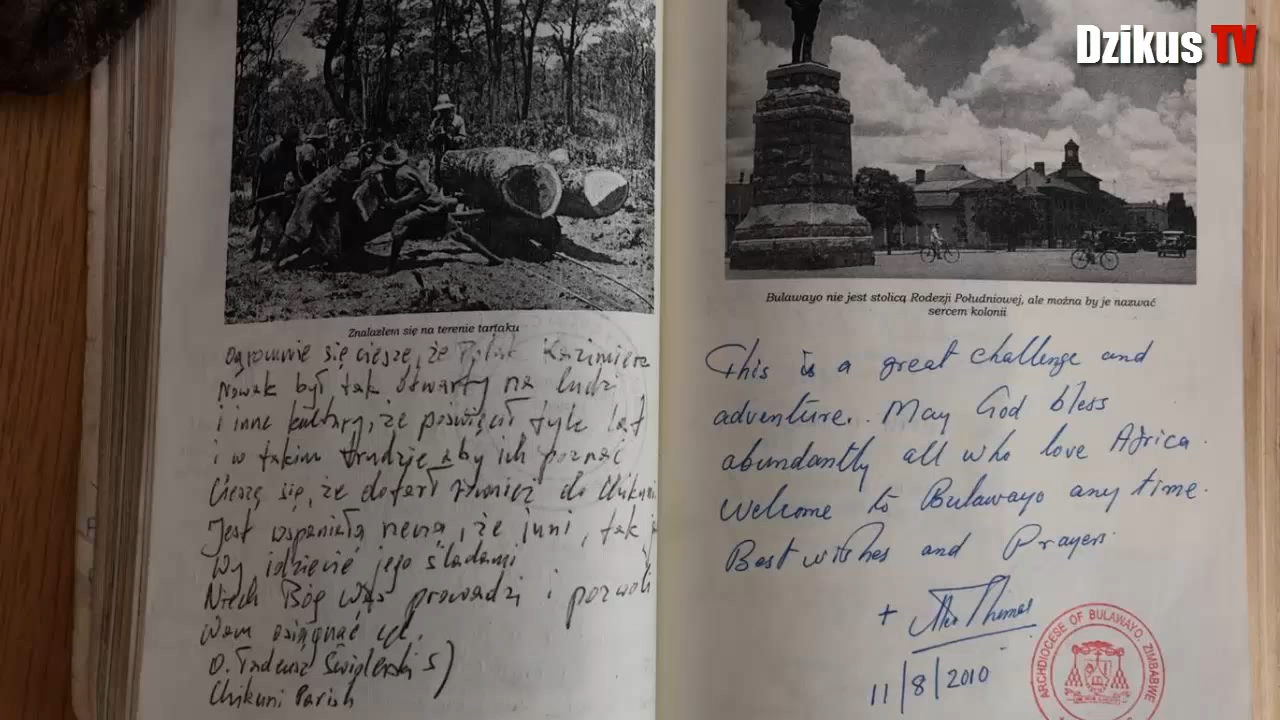 Dzikus TV
Znalazłem się na terenie tartaku
Ogromnie się cieszę, że Polak Kazimierz
Nowak był tak otwarty na ludzi
i inne kultury, że poświęcił tyle lat
i w takim trudzie, aby ich poznać
Cieszę się, że dotarł również do Chikuni
Jest wspaniałą rzeczą, że inni, tak jak
Wy idziecie jego śladami
Niech Bóg Was prowadzi i pozwoli
Wam osiągnąć cel.
O. Tadeusz SJ
Chikuni Parish
Bulawayo nie jest stolicą Rodezji Południowej, ale można by je nazwać
sercem kolonii
This is a great challenge and
adventure. May God bless
abundantly all who love Africa.
Welcome to Bulawayo any time.
Best wishes and Prayers.
+ Thomas
11/8/2010
ARCHDIOCESE OF BULAWAYO, ZIMBABWE